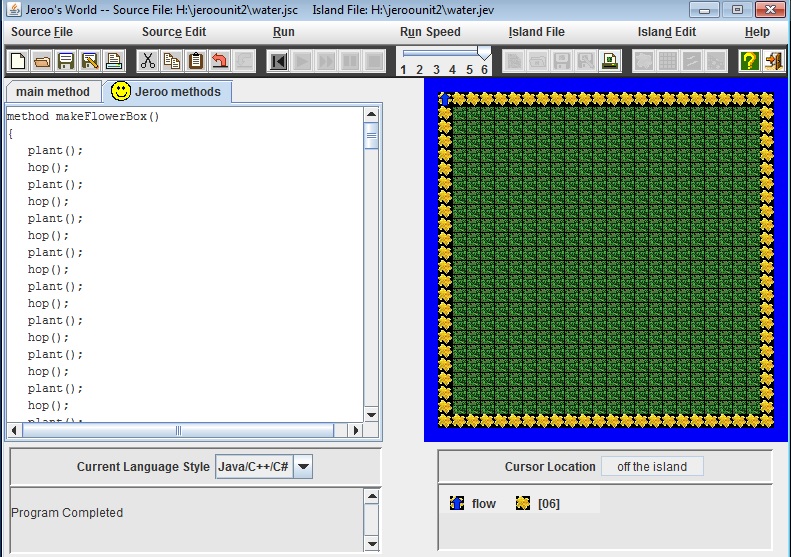 Jeroo's World -- Source File: H:\jeroounit2\water.jsc Island File: H:\jeroounit2\water.jev
Source File Source Edit Run Run Speed Island File Island Edit Help
1 2 3 4 5 6
main method Jeroo methods
method makeFlowerBox()
{
plant();
hop();
plant();
hop();
plant();
hop();
plant();
hop();
plant();
hop();
plant();
hop();
plant();
hop();
plant();
hop();
plant();
Current Language Style Java/C++/C#
Cursor Location off the island
Program Completed
flow [06]